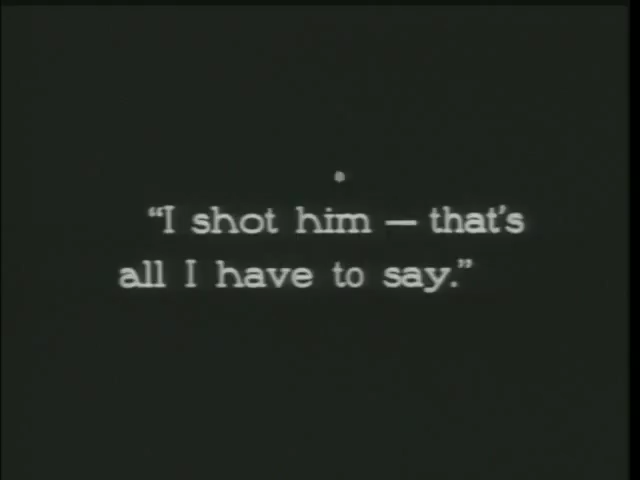 “I shot him — that's
all I have to say.”